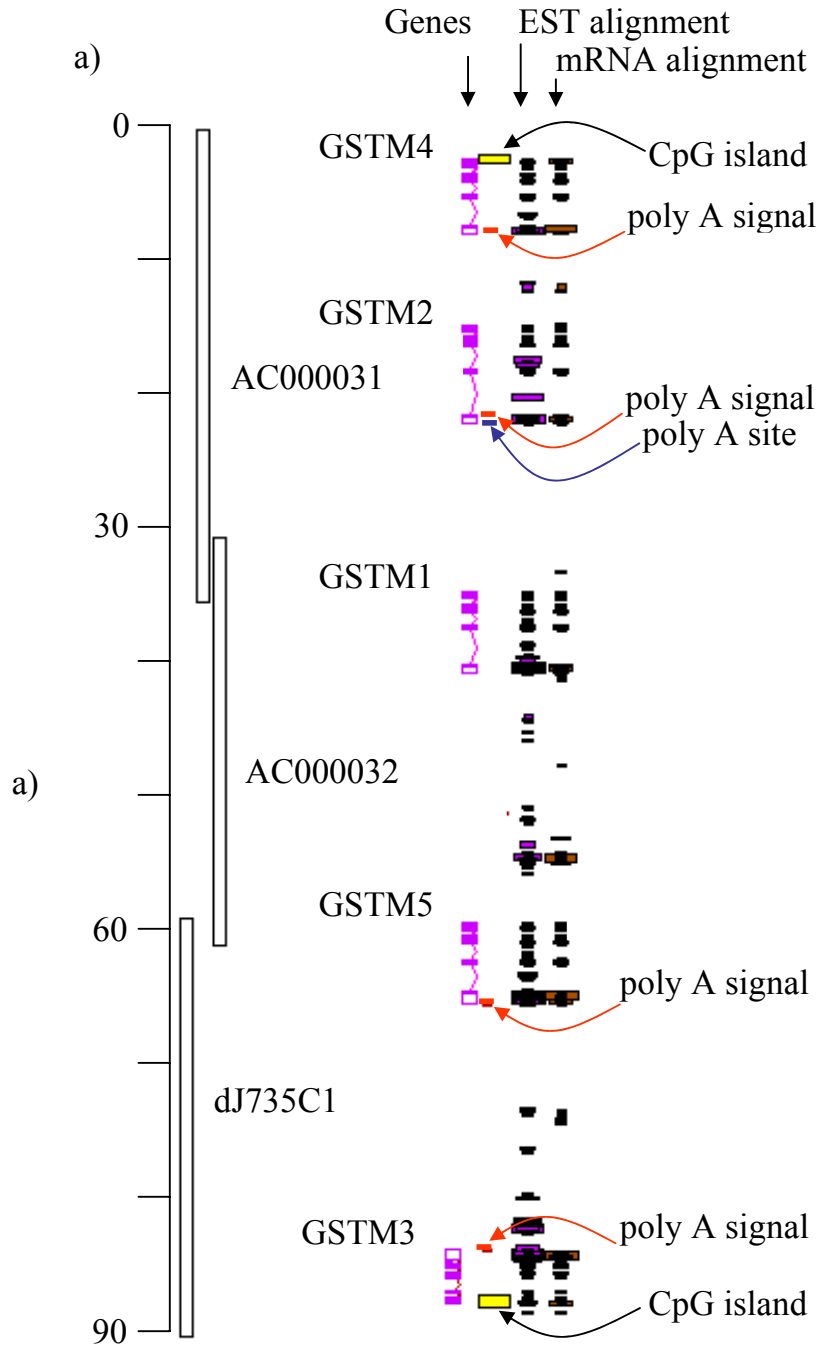 Genes EST alignment
a)
mRNA alignment
0
GSTM4
CpG island
poly A signal
GSTM2
AC000031
poly A signal
poly A site
30
GSTM1
AC000032
a)
GSTM5
60
poly A signal
dJ735C1
GSTM3
poly A signal
CpG island
90